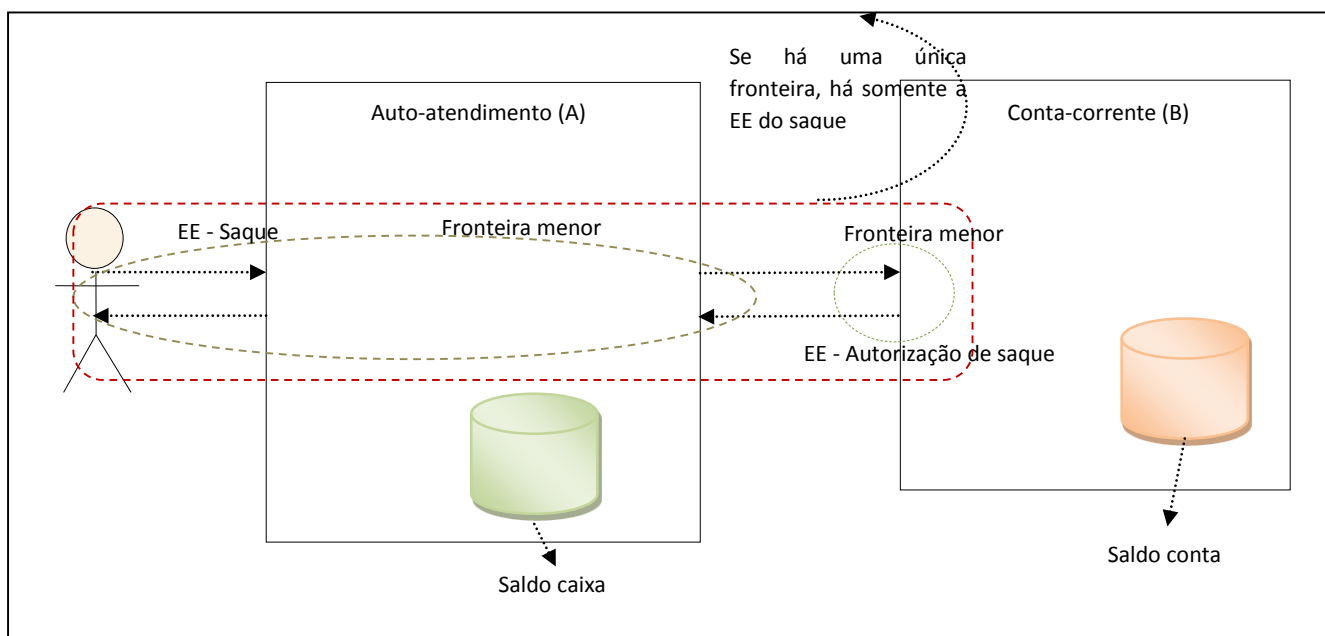 Se há uma única
fronteira, há somente a
EE do saque
Auto-atendimento (A)
Conta-corrente (B)
EE - Saque
Fronteira menor
Fronteira menor
EE - Autorização de saque
Saldo conta
Saldo caixa